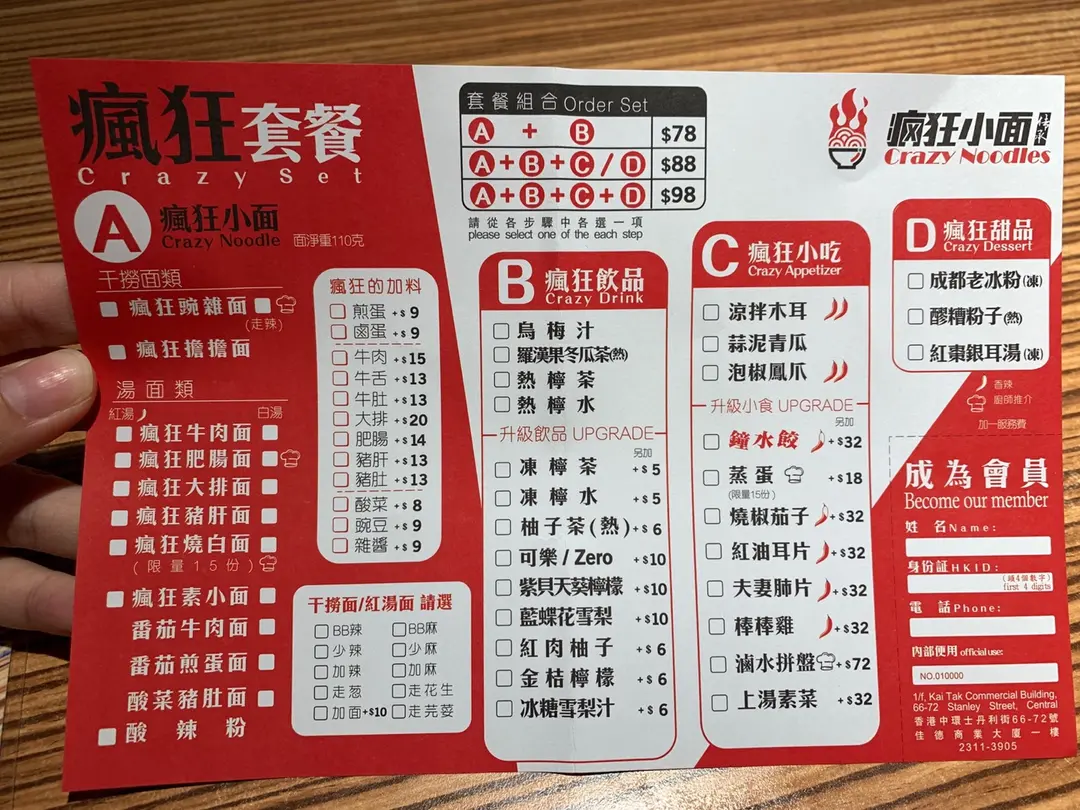 瘋狂套餐
Crazy Set
A 瘋狂小面
Crazy Noodle 面淨重110克
干撈面類
瘋狂豌雜面
(走辣)
瘋狂擔擔面
湯面類
紅湯 白湯
瘋狂牛肉面
瘋狂肥腸面
瘋狂大排面
瘋狂豬肝面
瘋狂燒白面
(限量15份)
瘋狂素小面
番茄牛肉面
番茄煎蛋面
酸菜豬肚面
酸辣粉
瘋狂的加料
煎蛋 +$9
鹵蛋 +$9
牛肉 +$15
牛舌 +$13
牛肚 +$13
大排 +$20
肥腸 +$14
豬肝 +$13
豬肚 +$13
酸菜 +$8
豌豆 +$9
雜醬 +$9
干撈面/紅湯面 請選
BB辣 BB麻
少辣 少麻
加辣 加麻
走葱 走花生
加面+$10 走芫荽
套餐組合 Order Set
A + B $78
A+B+C/D $88
A+B+C+D $98
請從各步驟中各選一項
please select one of the each step
B 瘋狂飲品
Crazy Drink
烏梅汁
羅漢果冬瓜茶(熱)
熱檸茶
熱檸水
升級飲品 UPGRADE
另加
凍檸茶 +$5
凍檸水 +$5
柚子茶(熱) +$6
可樂/Zero +$10
紫貝天葵檸檬 +$10
藍蝶花雪梨 +$10
紅肉柚子 +$6
金桔檸檬 +$6
冰糖雪梨汁 +$6
C 瘋狂小吃
Crazy Appetizer
涼拌木耳
蒜泥青瓜
泡椒鳳爪
升級小食 UPGRADE
另加
鐘水餃 +$32
蒸蛋 +$18
(限量15份)
燒椒茄子 +$32
紅油耳片 +$32
夫妻肺片 +$32
棒棒雞 +$32
滷水拼盤 +$72
上湯素菜 +$32
瘋狂小面 传承
Crazy Noodles
D 瘋狂甜品
Crazy Dessert
成都老冰粉(凍)
醪糟粉子(熱)
紅棗銀耳湯(凍)
香辣
廚師推介
加一服務費
成為會員
Become our member
姓名Name:
身份証HKID:
(頭4個數字)
first 4 digits
電話Phone:
內部使用 official use:
NO.010000
1/f, Kai Tak Commercial Building,
66-72 Stanley Street, Central
香港中環士丹利街66-72號
佳德商業大廈一樓
2311-3905